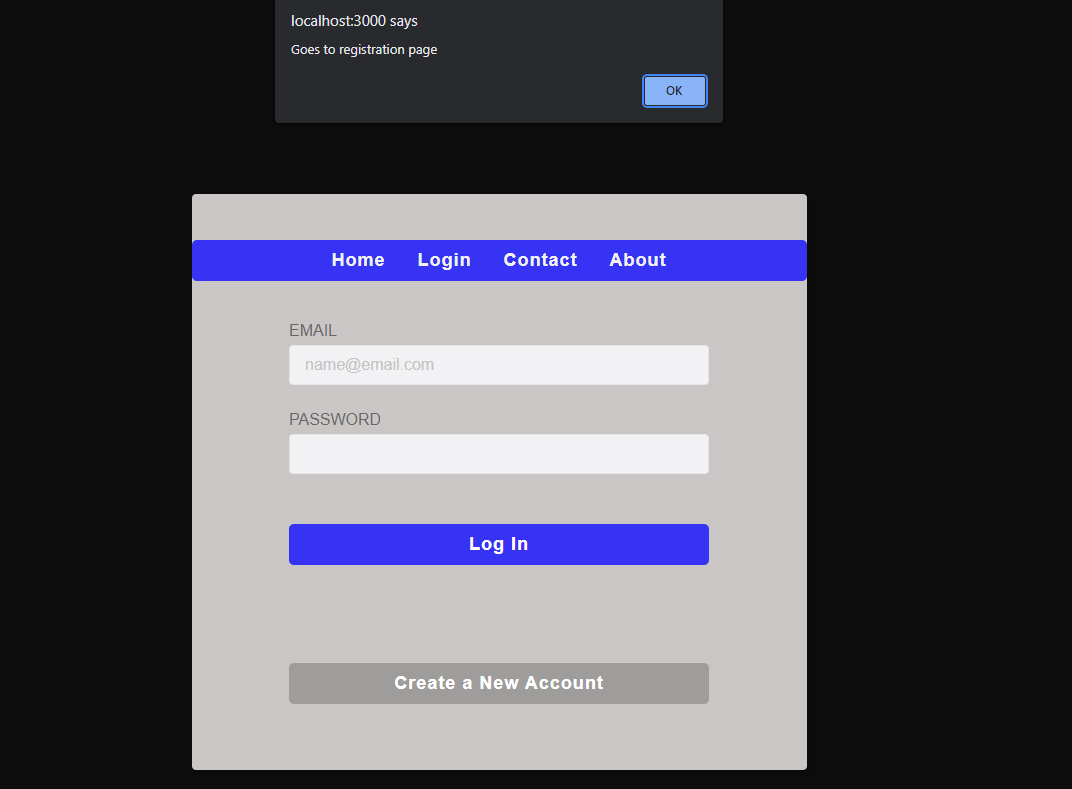 localhost:3000 says
Goes to registration page
OK
Home Login Contact About
EMAIL
name@email.com
PASSWORD
Log In
Create a New Account